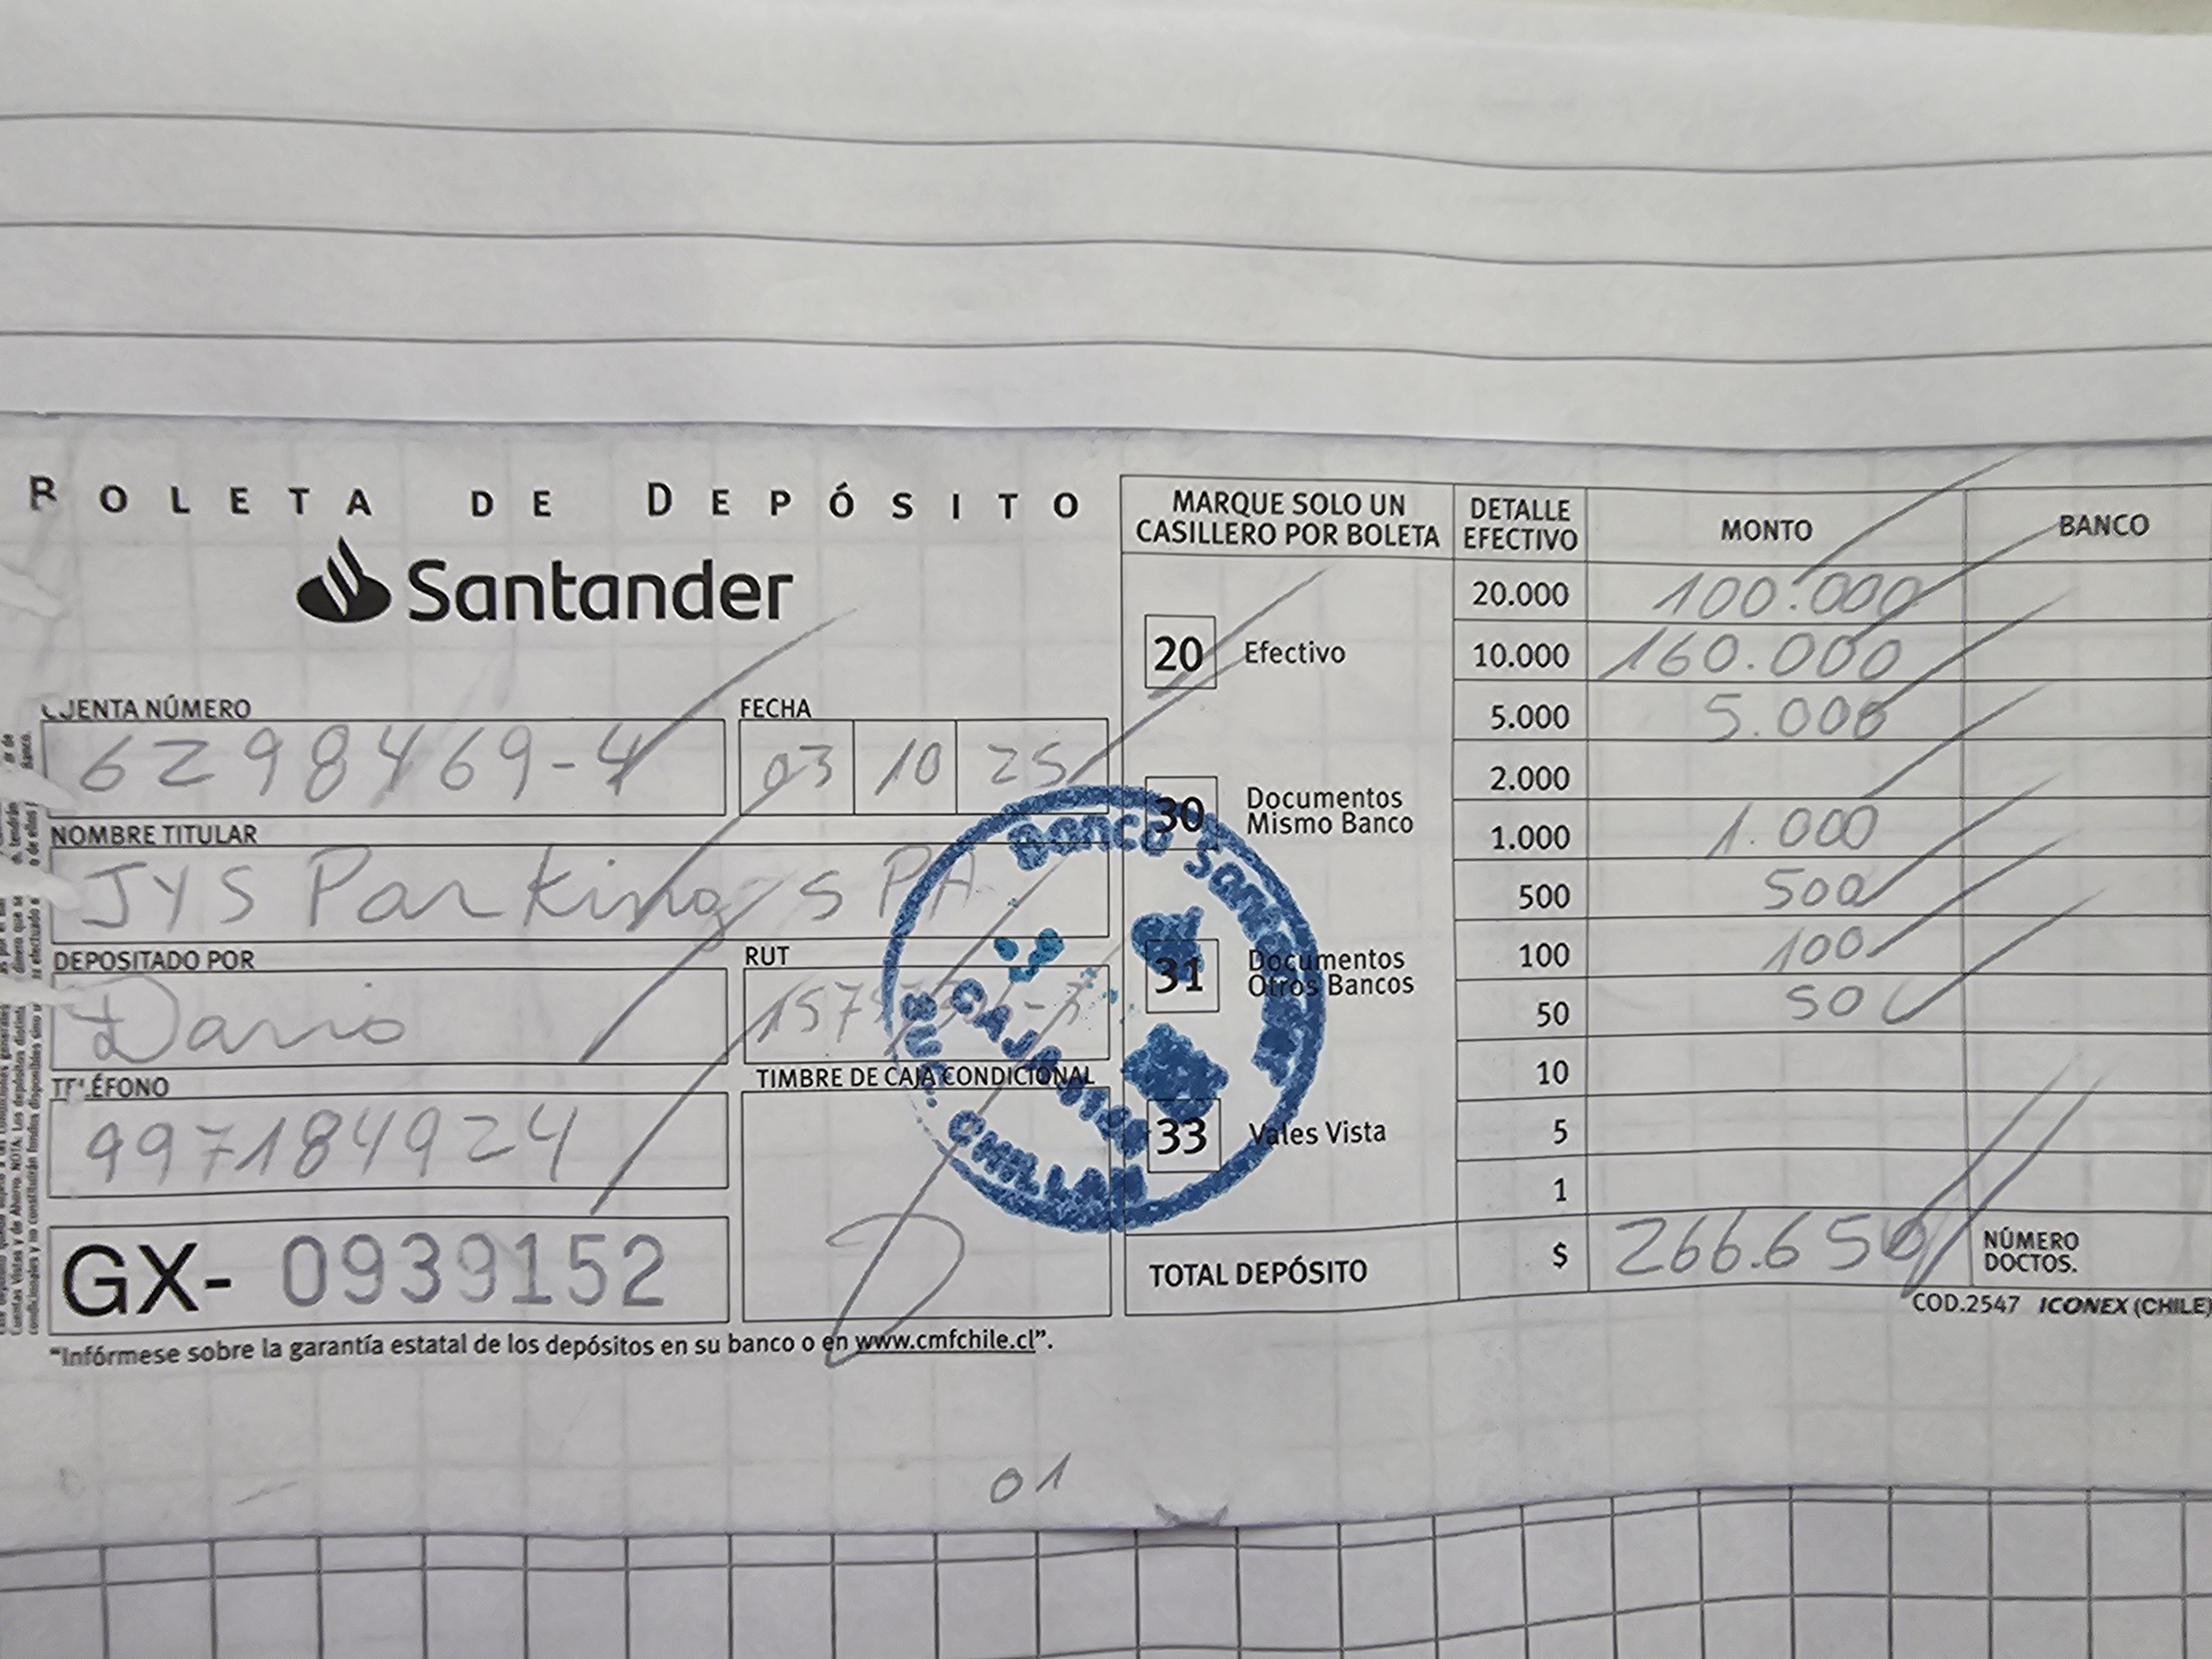 BOLETA DE DEPÓSITO
Santander
CUENTA NÚMERO
6298469-4
FECHA
03 10 25
NOMBRE TITULAR
JYS Parking SPA
DEPOSITADO POR
Dario
RUT
TELÉFONO
997184924
TIMBRE DE CAJA CONDICIONAL
GX- 0939152
"Infórmese sobre la garantía estatal de los depósitos en su banco o en www.cmfchile.cl".
MARQUE SOLO UN
CASILLERO POR BOLETA
20 Efectivo
30 Documentos
Mismo Banco
31 Documentos
Otros Bancos
33 Vales Vista
Banco Santander
CAJA
CHILLAN
DETALLE
EFECTIVO
MONTO
BANCO
20.000 100.000
10.000 160.000
5.000 5.000
2.000
1.000 1.000
500 500
100 100
50 50
10
5
1
TOTAL DEPÓSITO $ 266.650
NÚMERO
DOCTOS.
COD.2547 ICONEX (CHILE)
01